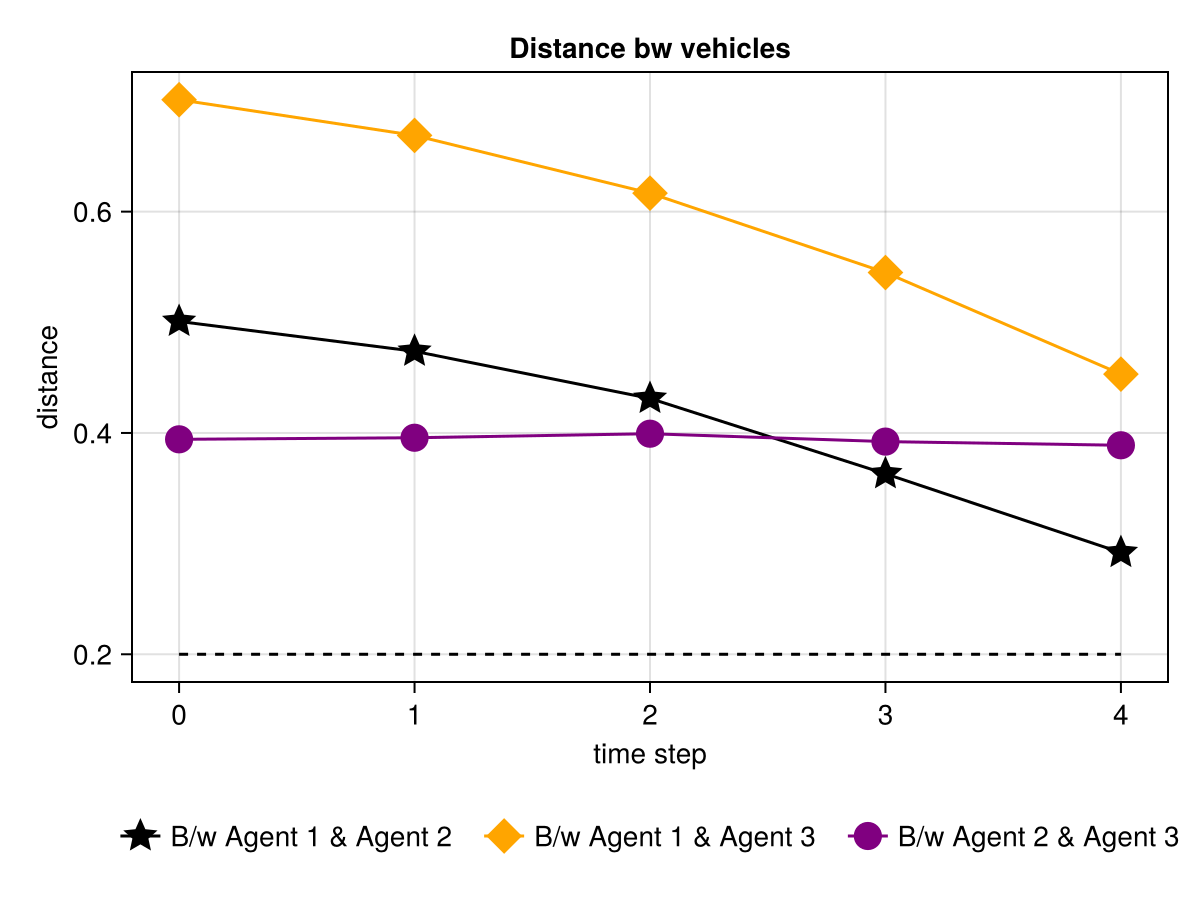 Distance bw vehicles
distance
0.6
0.4
0.2
0 1 2 3 4
time step
B/w Agent 1 & Agent 2 B/w Agent 1 & Agent 3 B/w Agent 2 & Agent 3